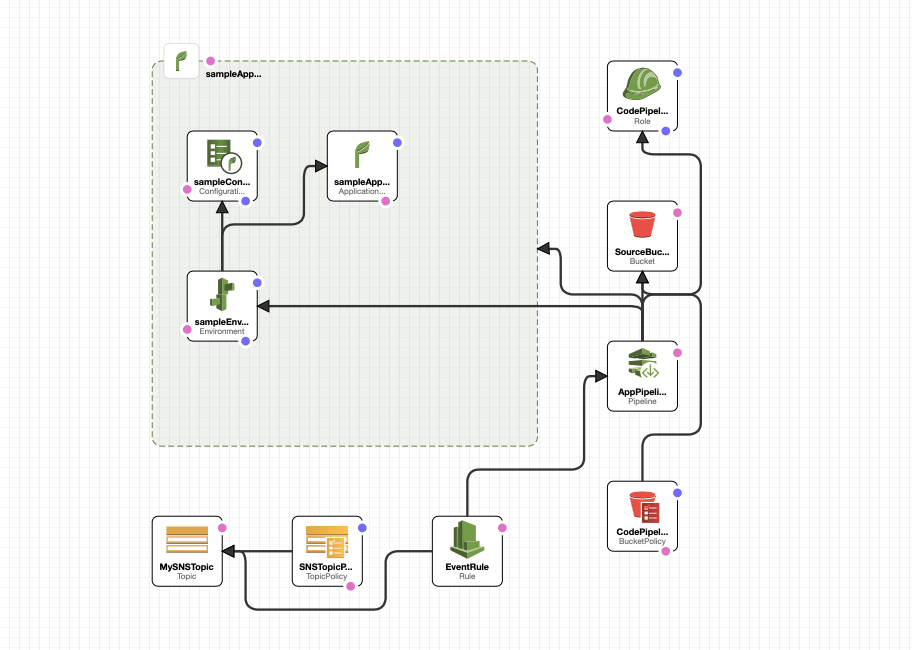 sampleApp...
CodePipel...
Role
sampleCon...
Configurati...
sampleApp...
Application...
SourceBuc...
Bucket
sampleEnv...
Environment
AppPipeli...
Pipeline
CodePipel...
BucketPolicy
MySNSTopic
Topic
SNSTopicP...
TopicPolicy
EventRule
Rule